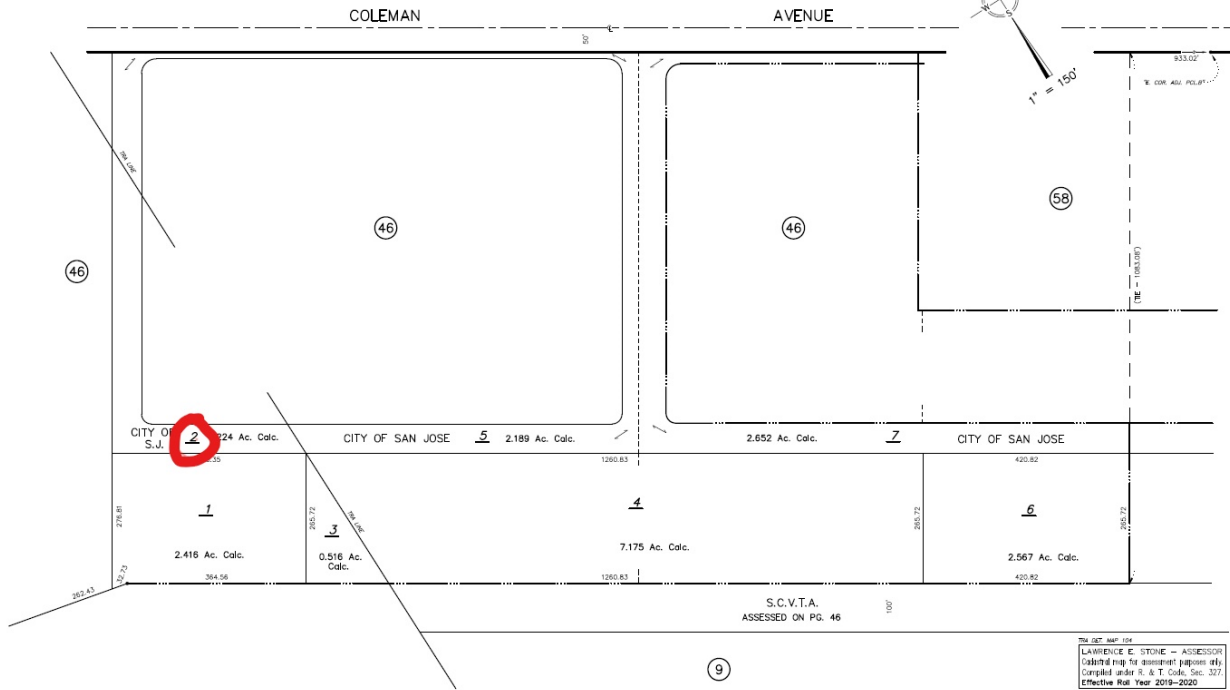 COLEMAN AVENUE
W
S
50'
1" = 150'
933.02'
TRA LINE
46
46
46
58
(TIE - 1083.08')
CITY OF
S.J.
2
224 Ac. Calc.
CITY OF SAN JOSE 5 2.189 Ac. Calc.
2.652 Ac. Calc. 7 CITY OF SAN JOSE
1260.83
420.82
276.81
1
2.416 Ac. Calc.
265.72
3
0.516 Ac.
Calc.
TRA LINE
4
7.175 Ac. Calc.
265.72
6
2.567 Ac. Calc.
265.72
262.43
32.73
364.56
1260.83
420.82
S.C.V.T.A.
ASSESSED ON PG. 46
100'
9
TRA DET. MAP 104
LAWRENCE E. STONE - ASSESSOR
Cadastral map for assessment purposes only.
Compiled under R. & T. Code, Sec. 327.
Effective Roll Year 2019-2020